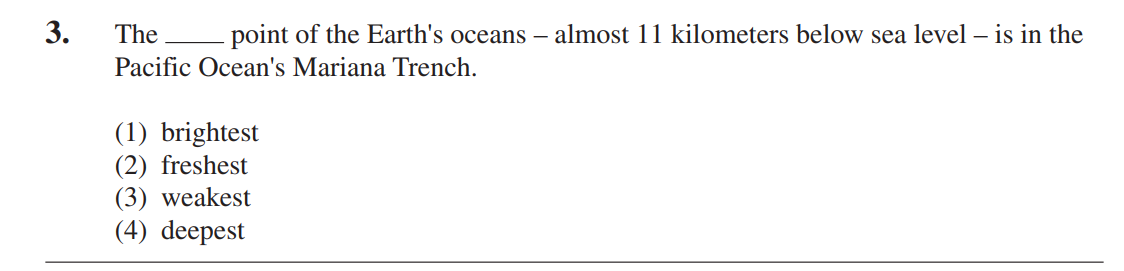 3. The ____ point of the Earth's oceans – almost 11 kilometers below sea level – is in the
Pacific Ocean's Mariana Trench.
(1) brightest
(2) freshest
(3) weakest
(4) deepest